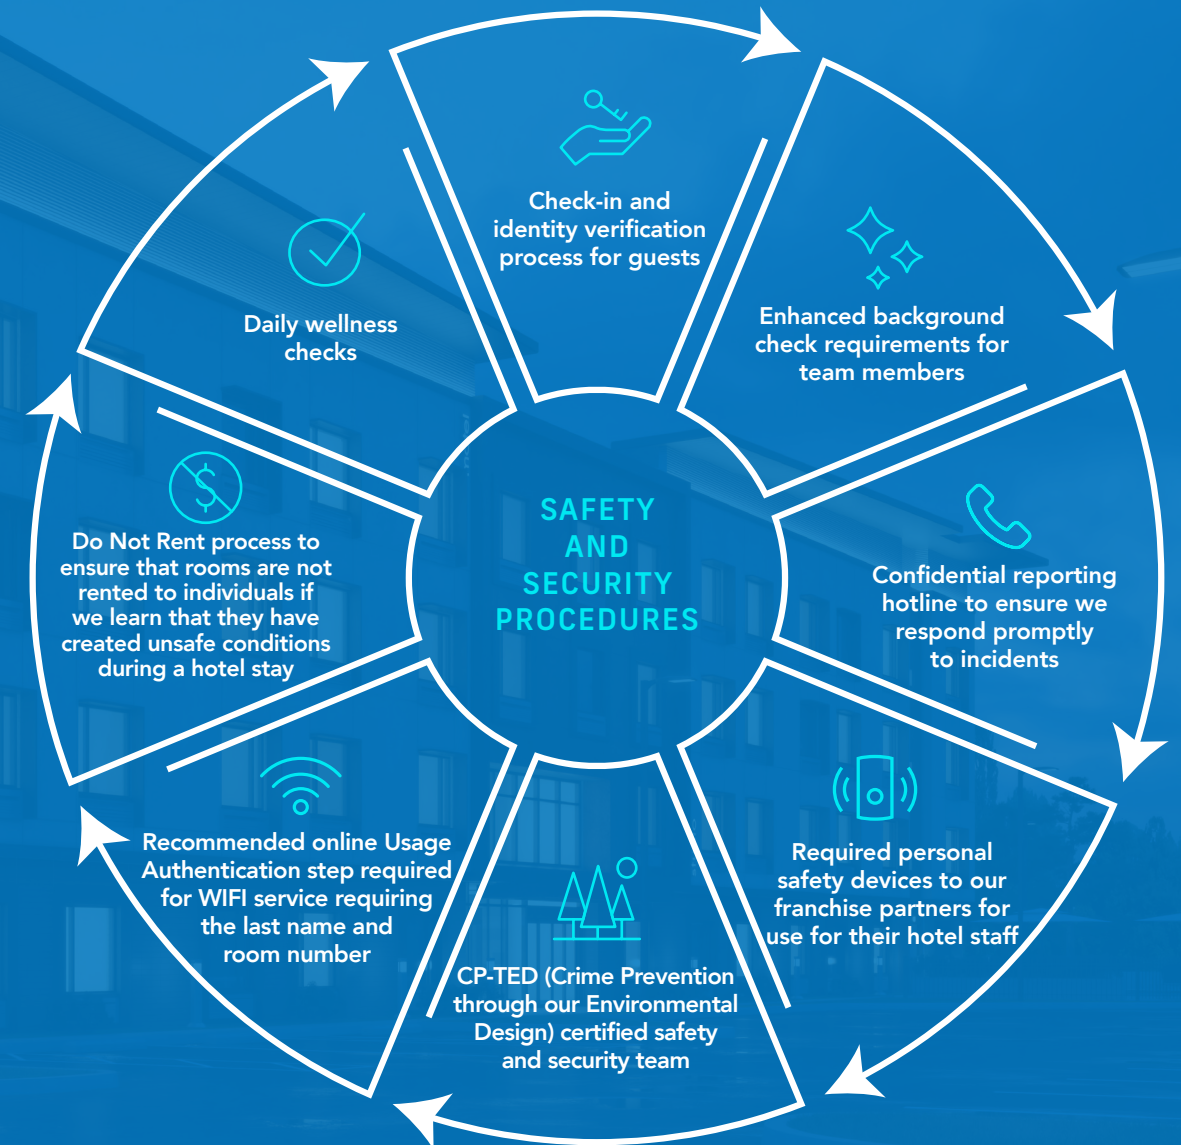 Check-in and
identity verification
process for guests
Enhanced background
check requirements for
team members
Confidential reporting
hotline to ensure we
respond promptly
to incidents
Required personal
safety devices to our
franchise partners for
use for their hotel staff
CP-TED (Crime Prevention
through our Environmental
Design) certified safety
and security team
Recommended online Usage
Authentication step required
for WIFI service requiring
the last name and
room number
Do Not Rent process to
ensure that rooms are not
rented to individuals if
we learn that they have
created unsafe conditions
during a hotel stay
Daily wellness
checks
SAFETY
AND
SECURITY
PROCEDURES